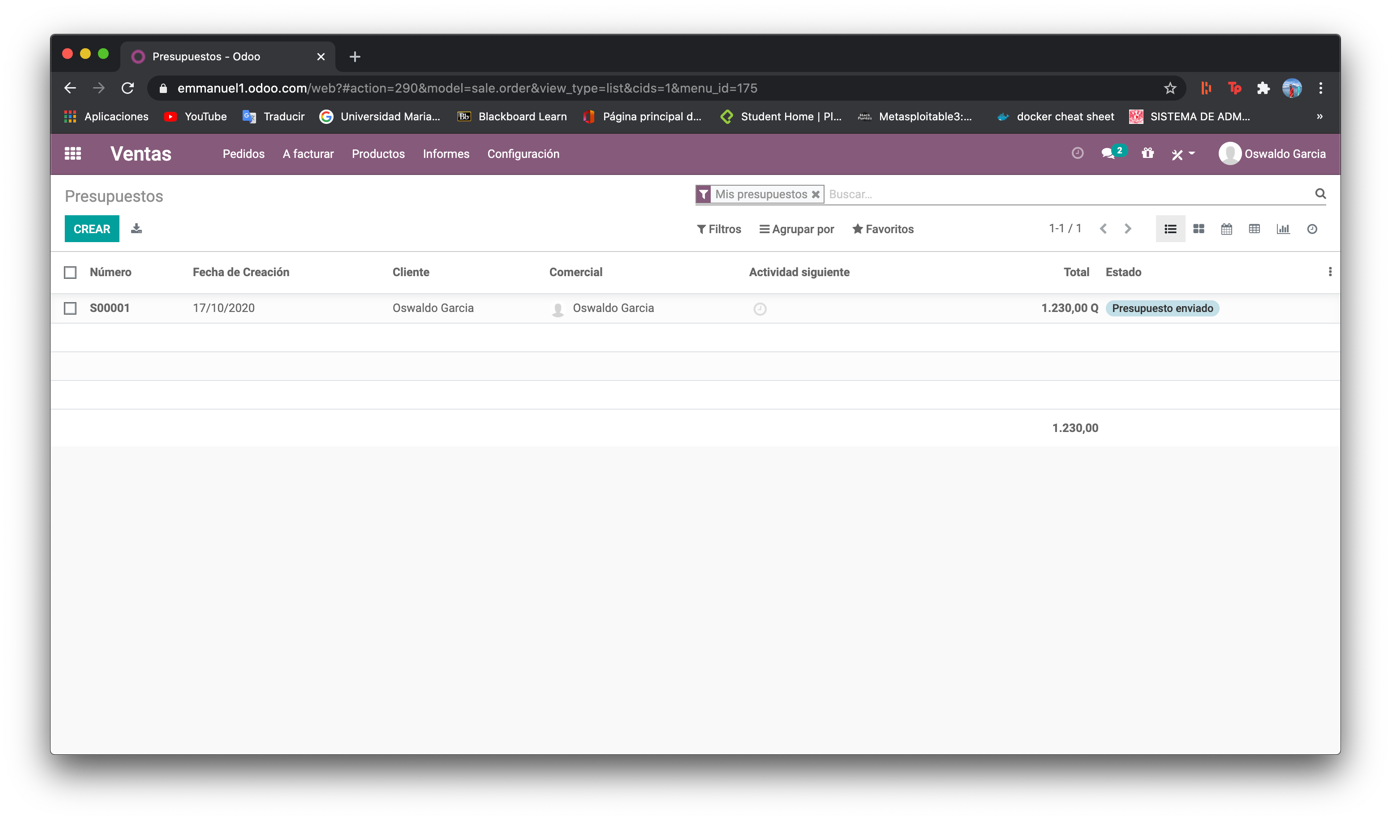 Presupuestos - Odoo
emmanuel1.odoo.com/web?#action=290&model=sale.order&view_type=list&cids=1&menu_id=175
Tp
Aplicaciones YouTube Traducir Universidad Maria... Bb Blackboard Learn Página principal d... Student Home | Pl... Metasploitable3:... docker cheat sheet SISTEMA DE ADM... »
Ventas Pedidos A facturar Productos Informes Configuración 2 Oswaldo Garcia
Presupuestos Mis presupuestos Buscar...
CREAR Filtros Agrupar por Favoritos 1-1 / 1
Número Fecha de Creación Cliente Comercial Actividad siguiente Total Estado
S00001 17/10/2020 Oswaldo Garcia Oswaldo Garcia 1.230,00 Q Presupuesto enviado
1.230,00